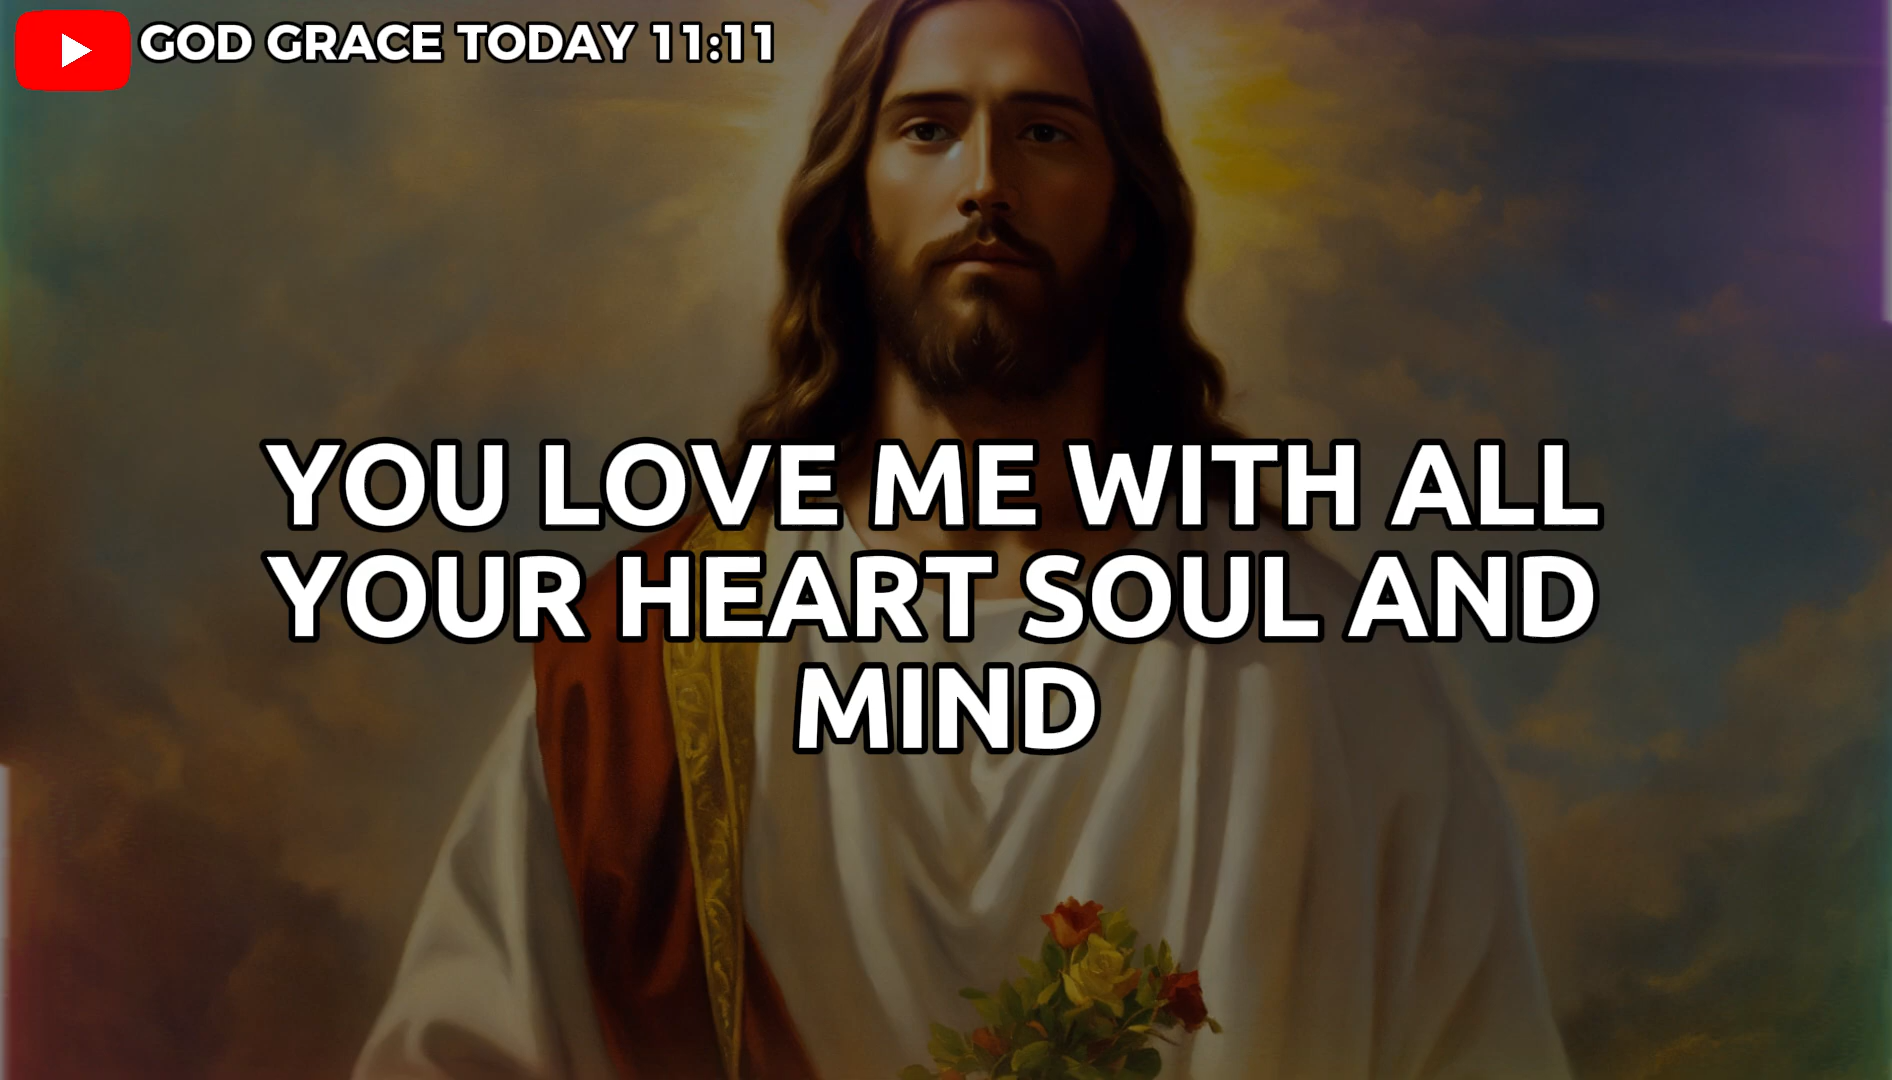 GOD GRACE TODAY 11:11
YOU LOVE ME WITH ALL
YOUR HEART SOUL AND
MIND